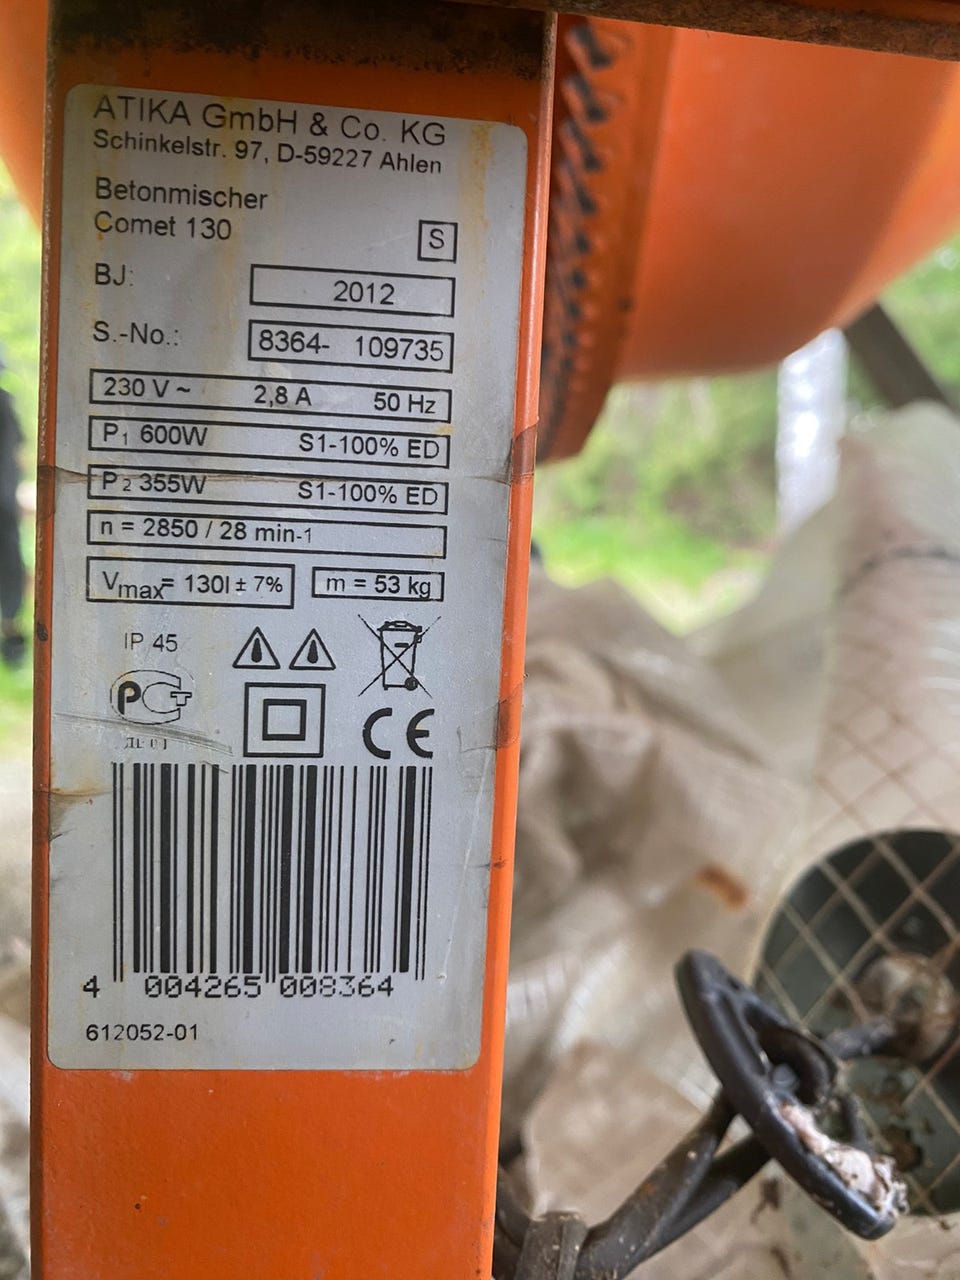 ATIKA GmbH & Co. KG
Schinkelstr. 97, D-59227 Ahlen
Betonmischer
Comet 130
S
BJ: 2012
S.-No.: 8364- 109735
230 V ~ 2,8 A 50 Hz
P1 600W S1-100% ED
P2 355W S1-100% ED
n = 2850 / 28 min-1
Vmax= 130l ± 7% m = 53 kg
IP 45
PCT
CE
4 004265 008364
612052-01